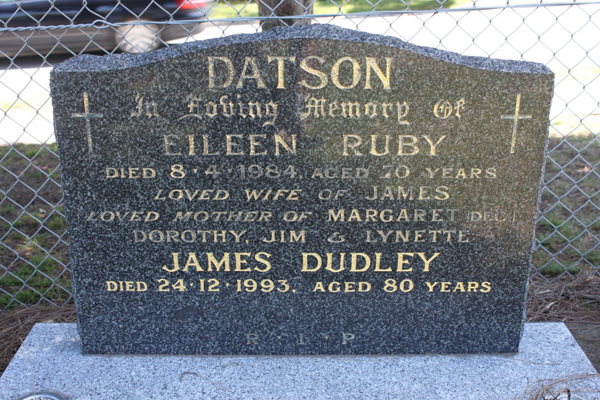 DATSON
In Loving Memory Of
EILEEN RUBY
DIED 8·4·1984, AGED 70 YEARS
LOVED WIFE OF JAMES
LOVED MOTHER OF MARGARET (DEC)
DOROTHY, JIM & LYNETTE
JAMES DUDLEY
DIED 24·12·1993, AGED 80 YEARS
R·I·P